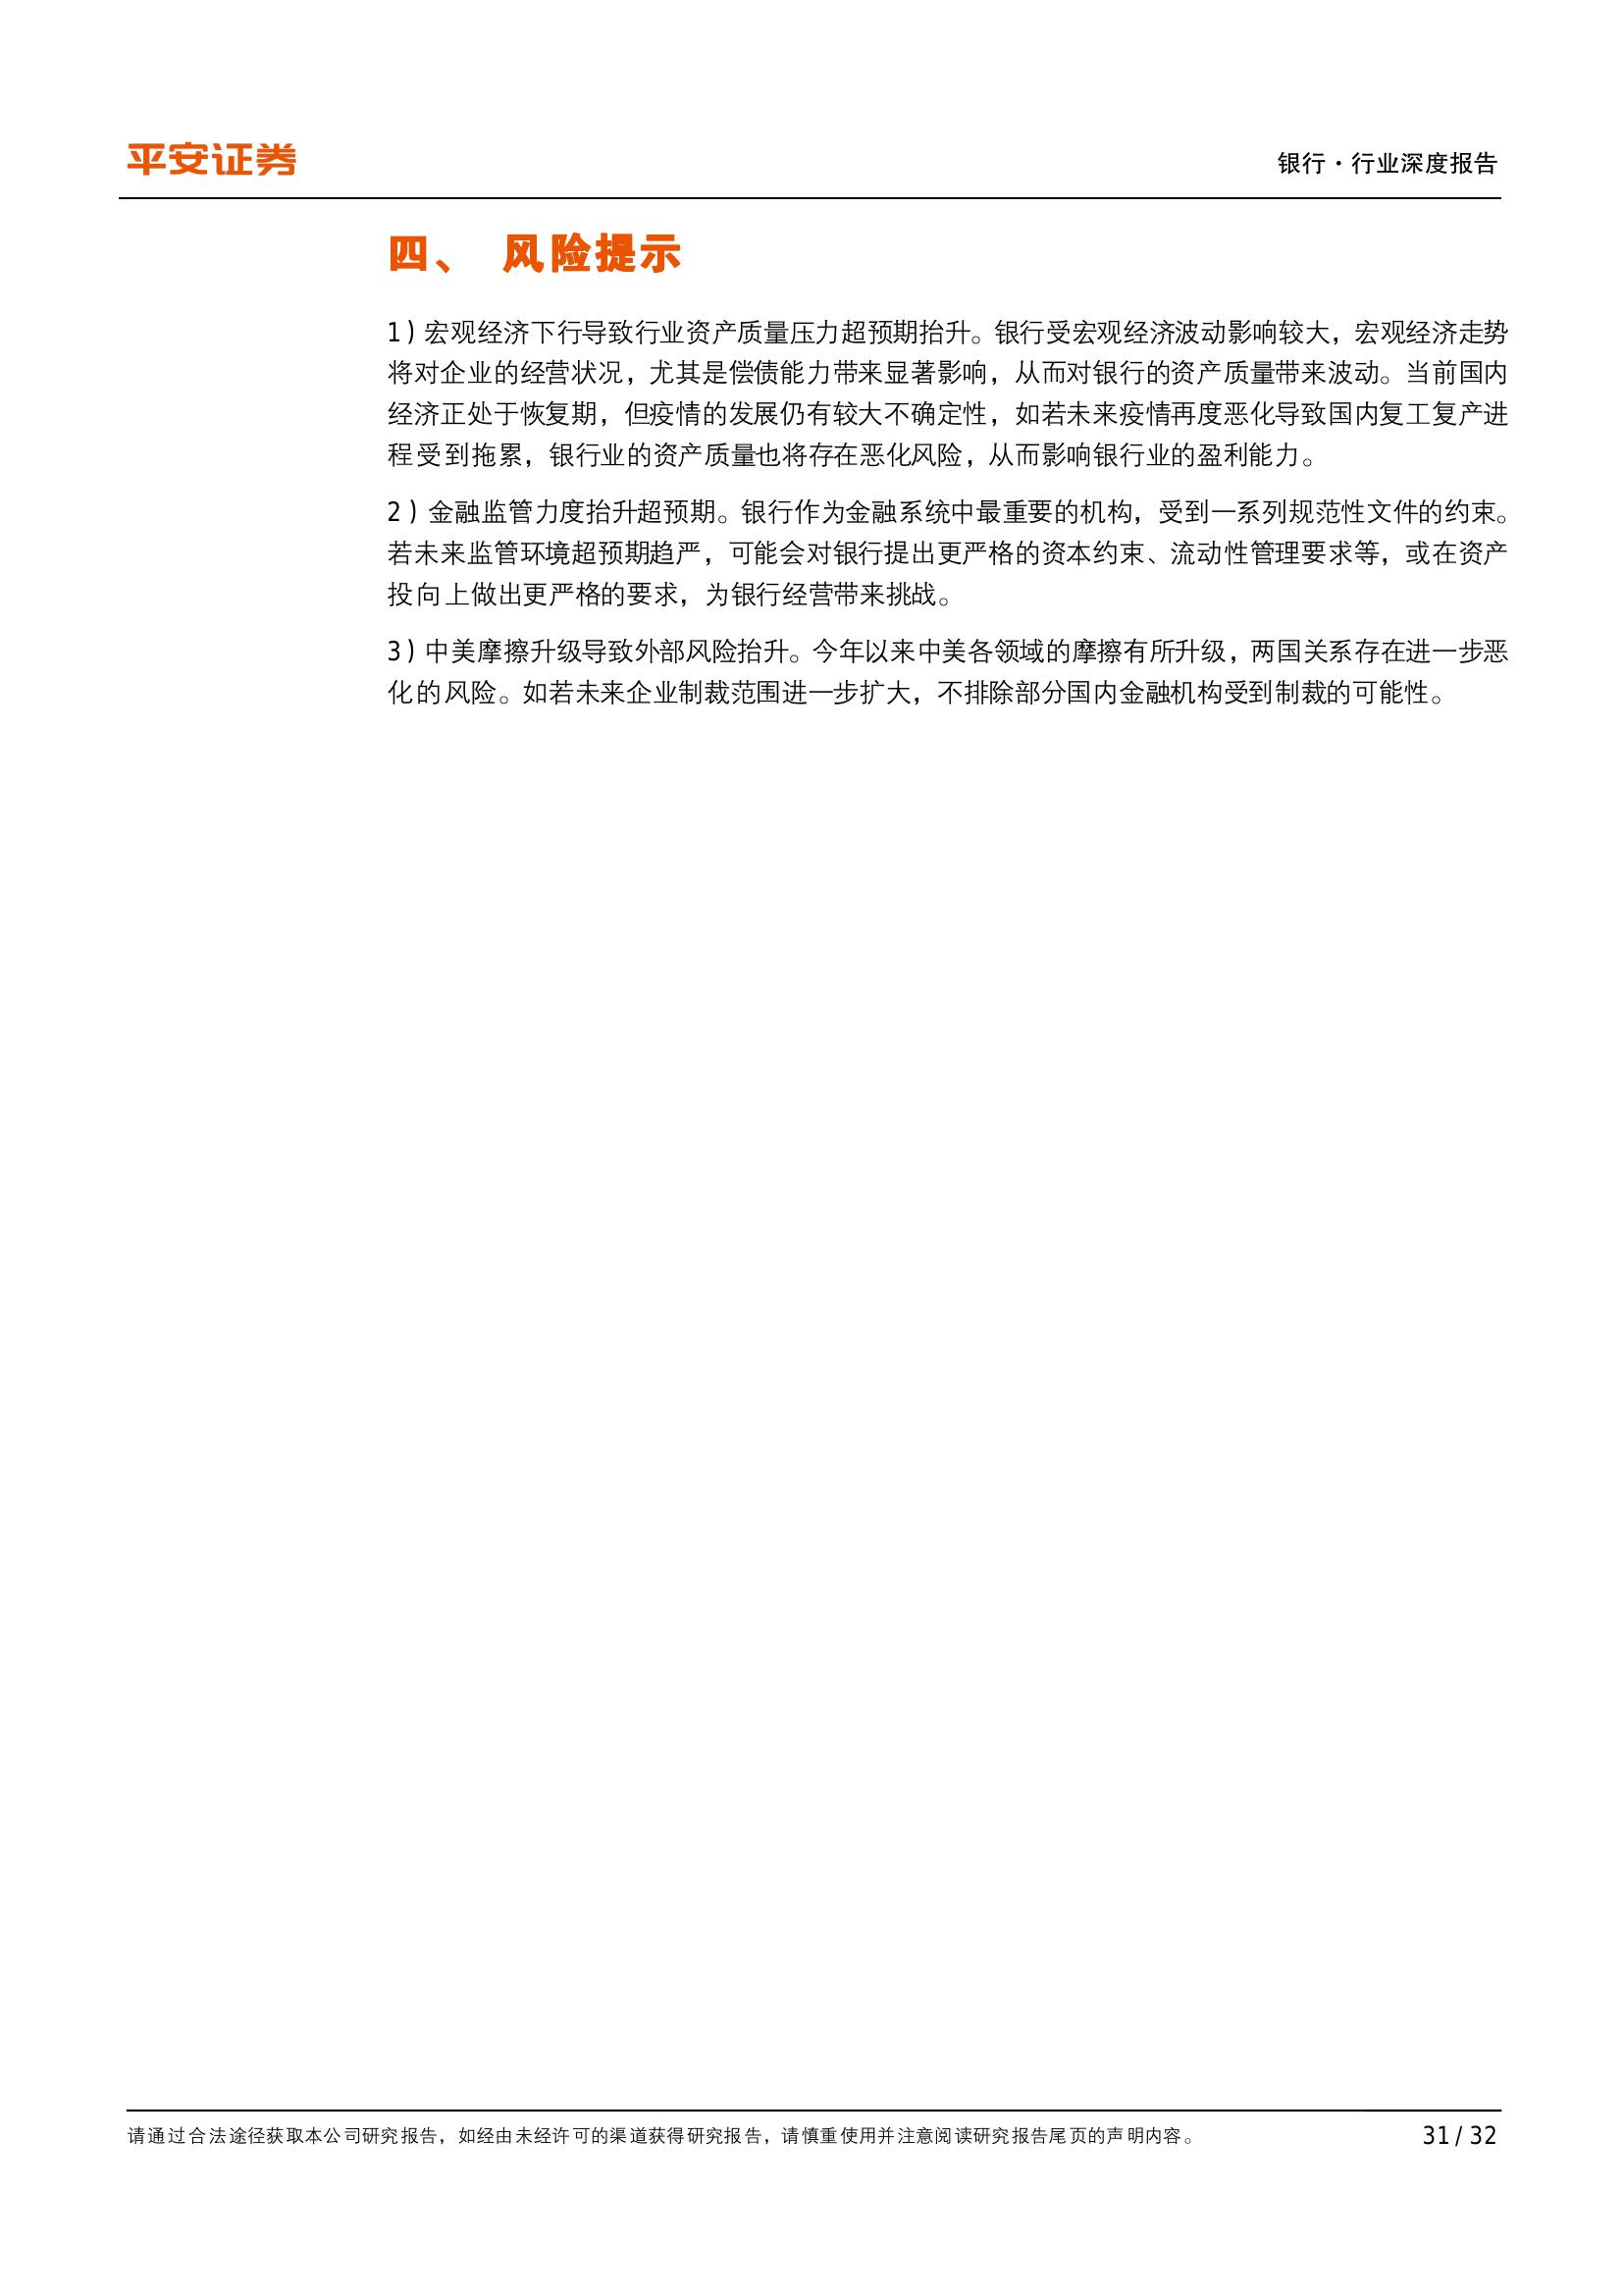 平安证券
银行·行业深度报告
四、 风险提示
1）宏观经济下行导致行业资产质量压力超预期抬升。银行受宏观经济波动影响较大，宏观经济走势
将对企业的经营状况，尤其是偿债能力带来显著影响，从而对银行的资产质量带来波动。当前国内
经济正处于恢复期，但疫情的发展仍有较大不确定性，如若未来疫情再度恶化导致国内复工复产进
程受到拖累，银行业的资产质量也将存在恶化风险，从而影响银行业的盈利能力。
2）金融监管力度抬升超预期。银行作为金融系统中最重要的机构，受到一系列规范性文件的约束。
若未来监管环境超预期趋严，可能会对银行提出更严格的资本约束、流动性管理要求等，或在资产
投向上做出更严格的要求，为银行经营带来挑战。
3）中美摩擦升级导致外部风险抬升。今年以来中美各领域的摩擦有所升级，两国关系存在进一步恶
化的风险。如若未来企业制裁范围进一步扩大，不排除部分国内金融机构受到制裁的可能性。
请通过合法途径获取本公司研究报告，如经由未经许可的渠道获得研究报告，请慎重使用并注意阅读研究报告尾页的声明内容。
31 / 32